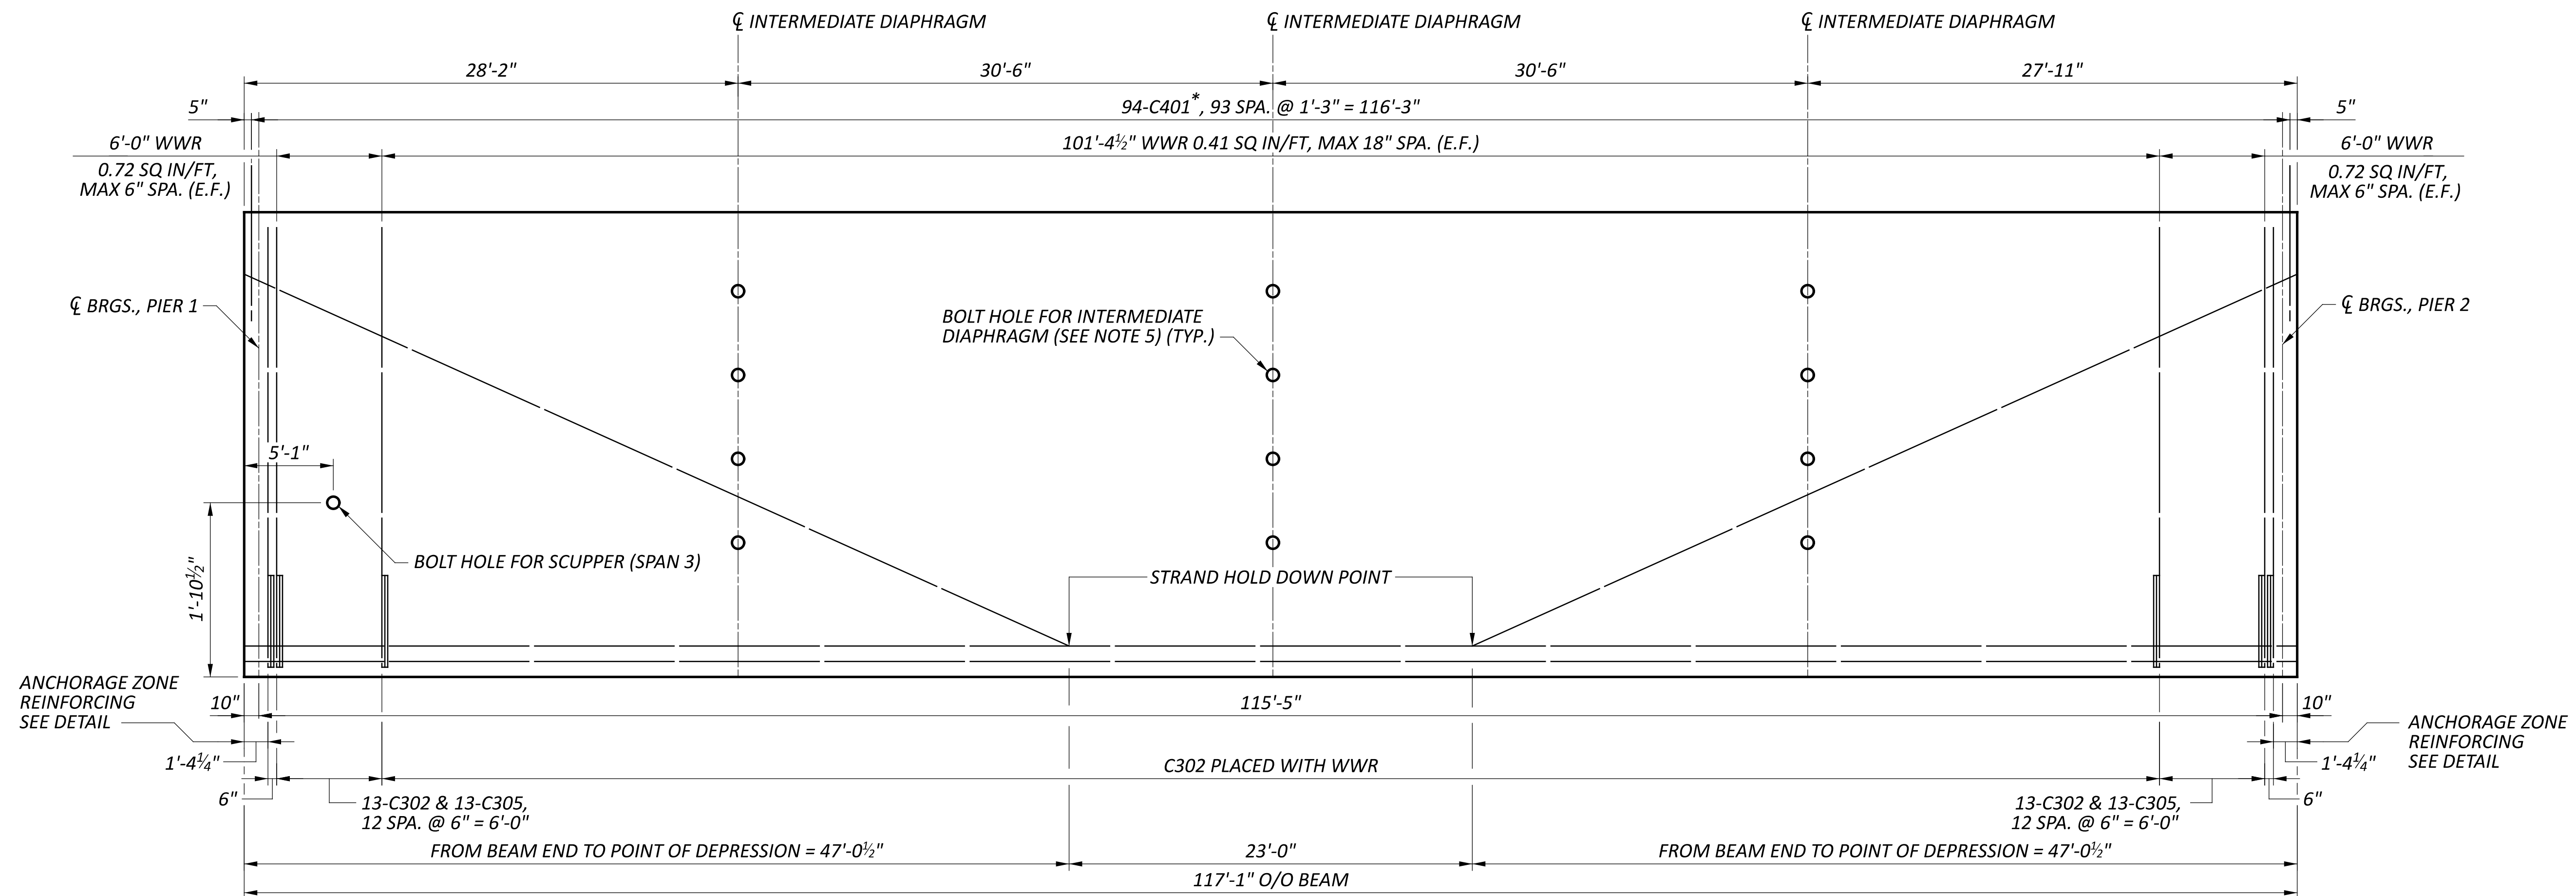 ℄ INTERMEDIATE DIAPHRAGM
℄ INTERMEDIATE DIAPHRAGM
℄ INTERMEDIATE DIAPHRAGM
28'-2"
30'-6"
30'-6"
27'-11"
5"
94-C401*, 93 SPA. @ 1'-3" = 116'-3"
5"
6'-0" WWR
0.72 SQ IN/FT,
MAX 6" SPA. (E.F.)
101'-4½" WWR 0.41 SQ IN/FT, MAX 18" SPA. (E.F.)
6'-0" WWR
0.72 SQ IN/FT,
MAX 6" SPA. (E.F.)
℄ BRGS., PIER 1
BOLT HOLE FOR INTERMEDIATE
DIAPHRAGM (SEE NOTE 5) (TYP.)
℄ BRGS., PIER 2
5'-1"
1'-10½"
BOLT HOLE FOR SCUPPER (SPAN 3)
STRAND HOLD DOWN POINT
ANCHORAGE ZONE
REINFORCING
SEE DETAIL
10"
115'-5"
10"
ANCHORAGE ZONE
REINFORCING
SEE DETAIL
1'-4¼"
C302 PLACED WITH WWR
1'-4¼"
6"
13-C302 & 13-C305,
12 SPA. @ 6" = 6'-0"
13-C302 & 13-C305,
12 SPA. @ 6" = 6'-0"
6"
FROM BEAM END TO POINT OF DEPRESSION = 47'-0½"
23'-0"
FROM BEAM END TO POINT OF DEPRESSION = 47'-0½"
117'-1" O/O BEAM